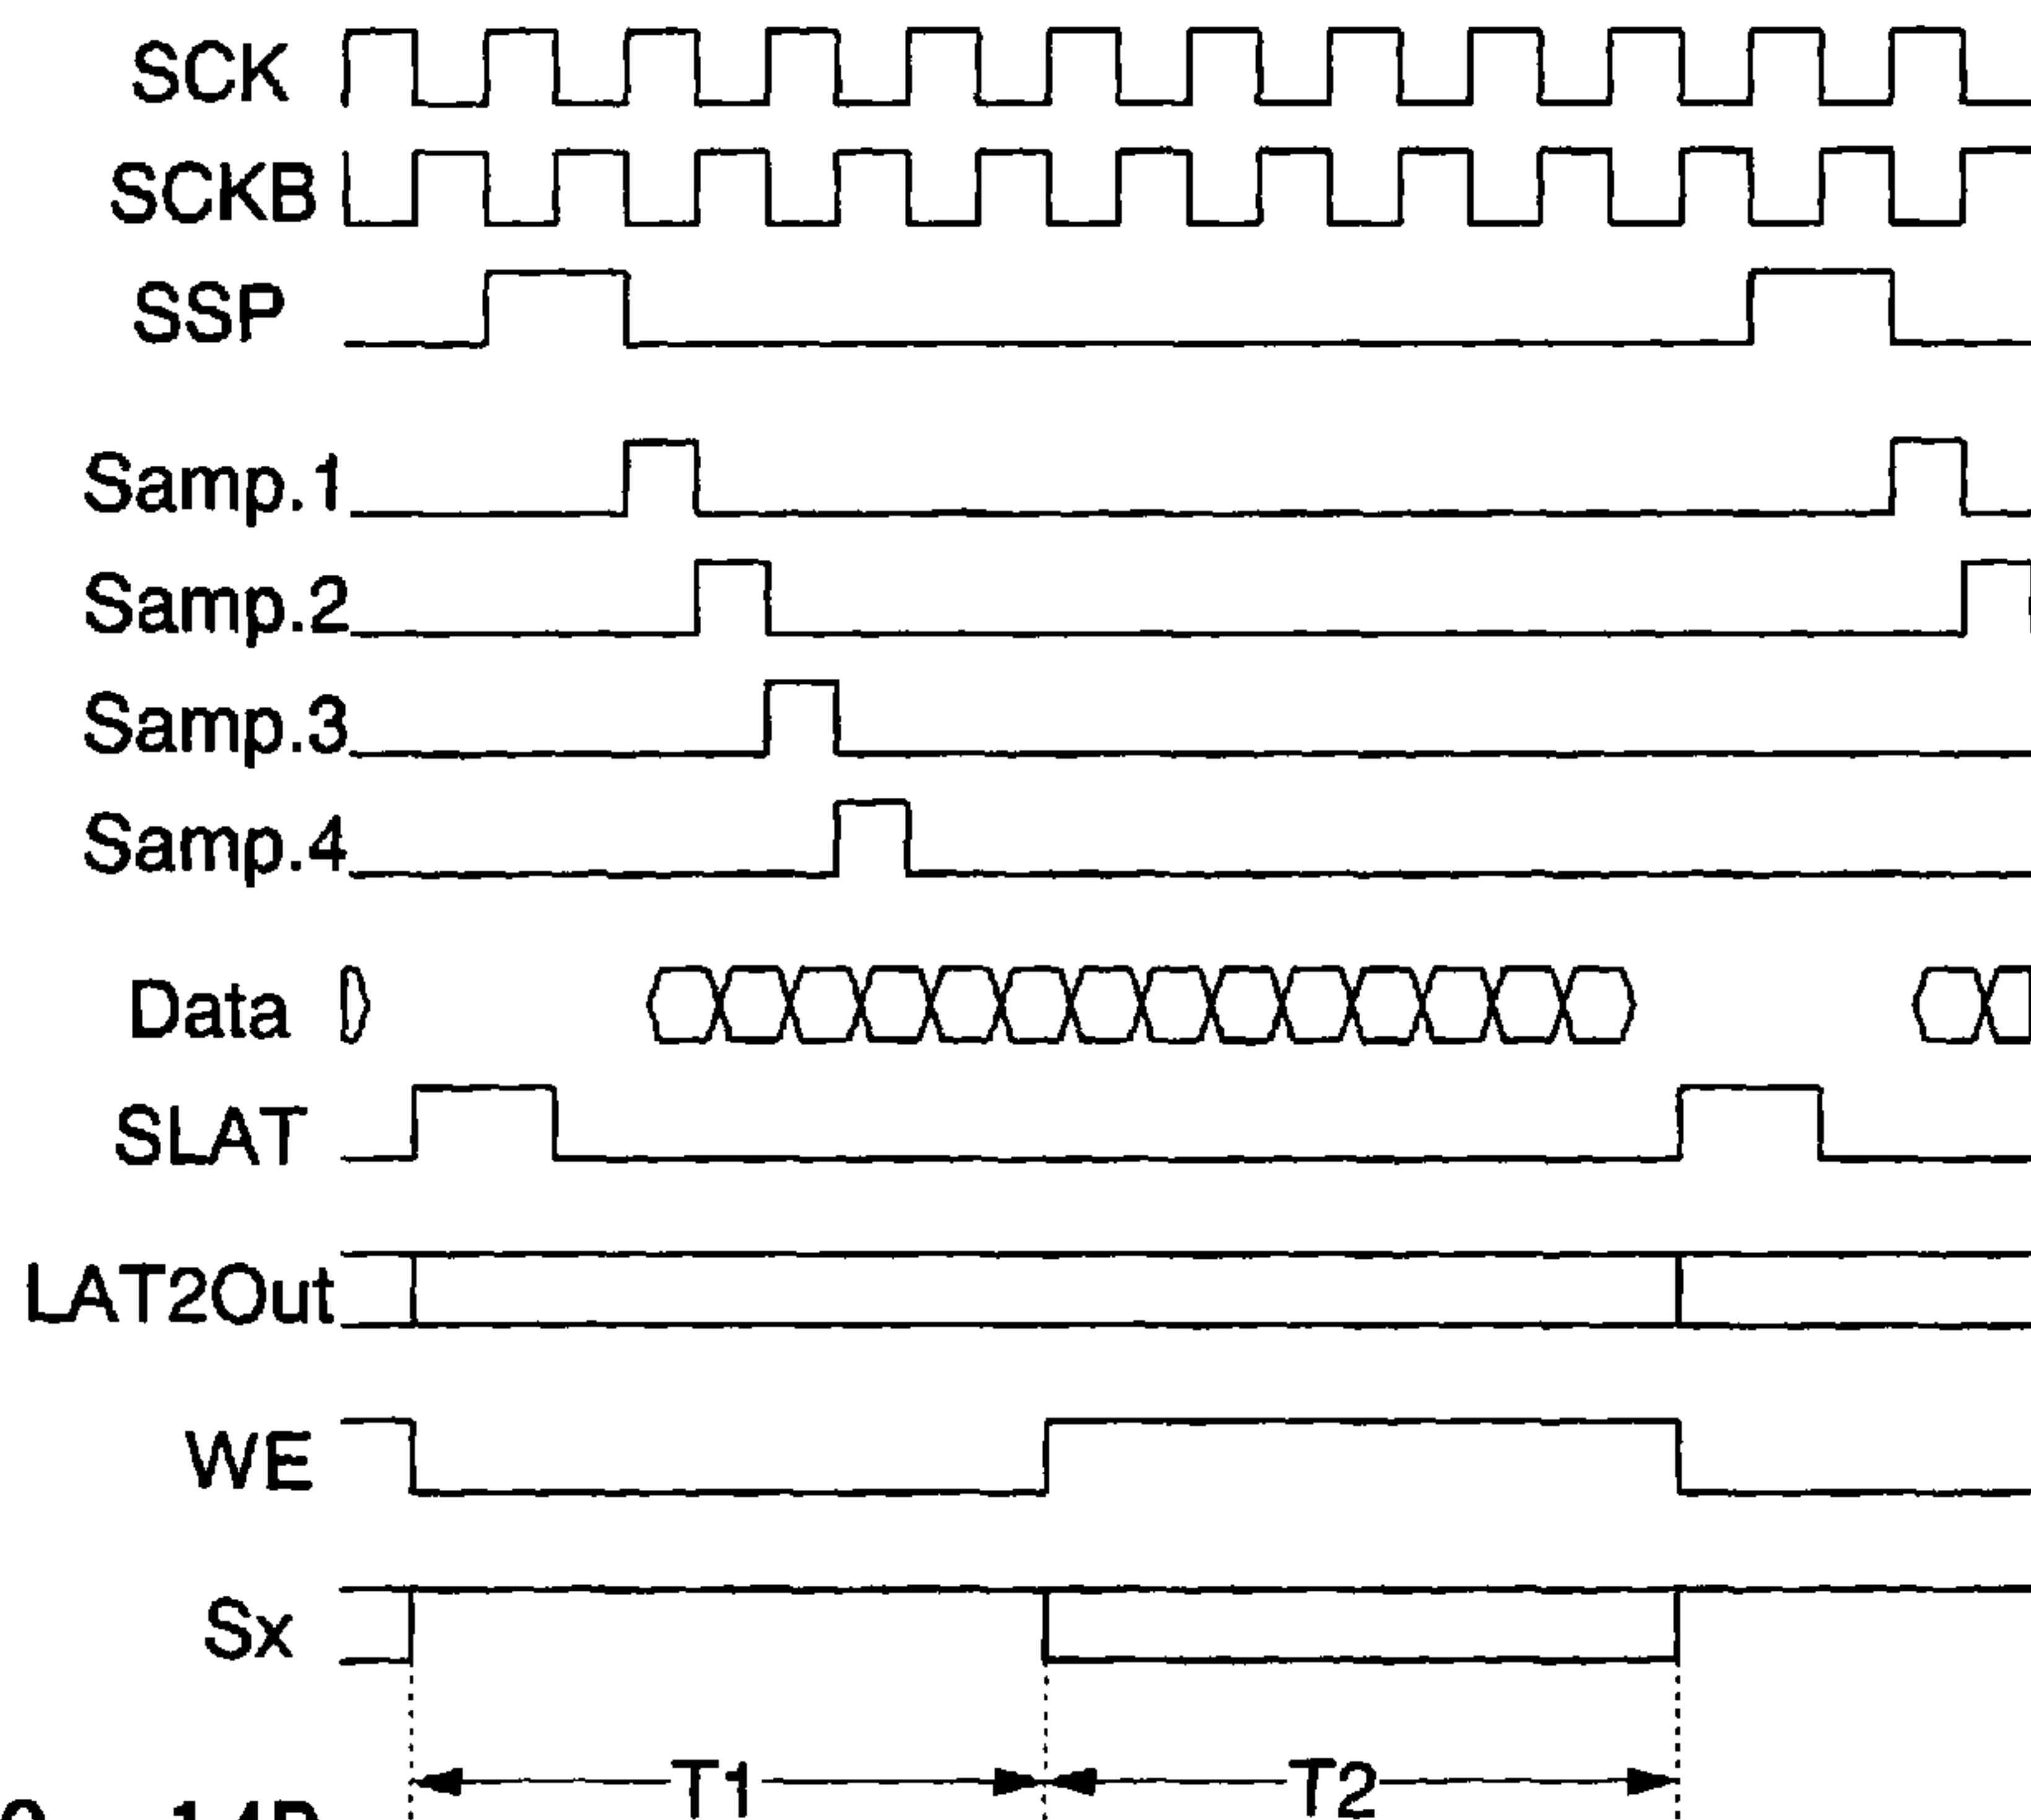 SCK
SCKB
SSP
Samp.1
Samp.2
Samp.3
Samp.4
Data
SLAT
LAT2Out
WE
Sx
T1 T2